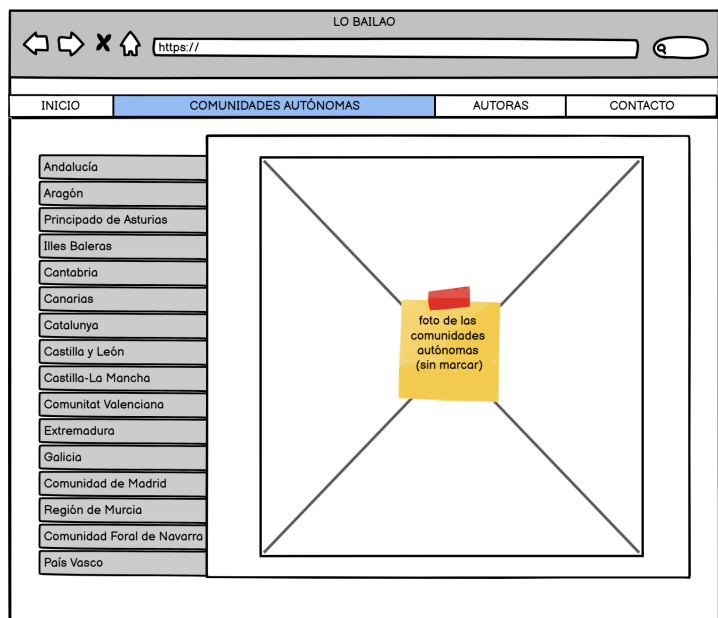 LO BAILAO
https://
INICIO
COMUNIDADES AUTÓNOMAS
AUTORAS
CONTACTO
Andalucía
Aragón
Principado de Asturias
Illes Baleras
Cantabria
Canarias
Catalunya
Castilla y León
Castilla-La Mancha
Comunitat Valenciana
Extremadura
Galicia
Comunidad de Madrid
Región de Murcia
Comunidad Foral de Navarra
País Vasco
foto de las
comunidades
autónomas
(sin marcar)